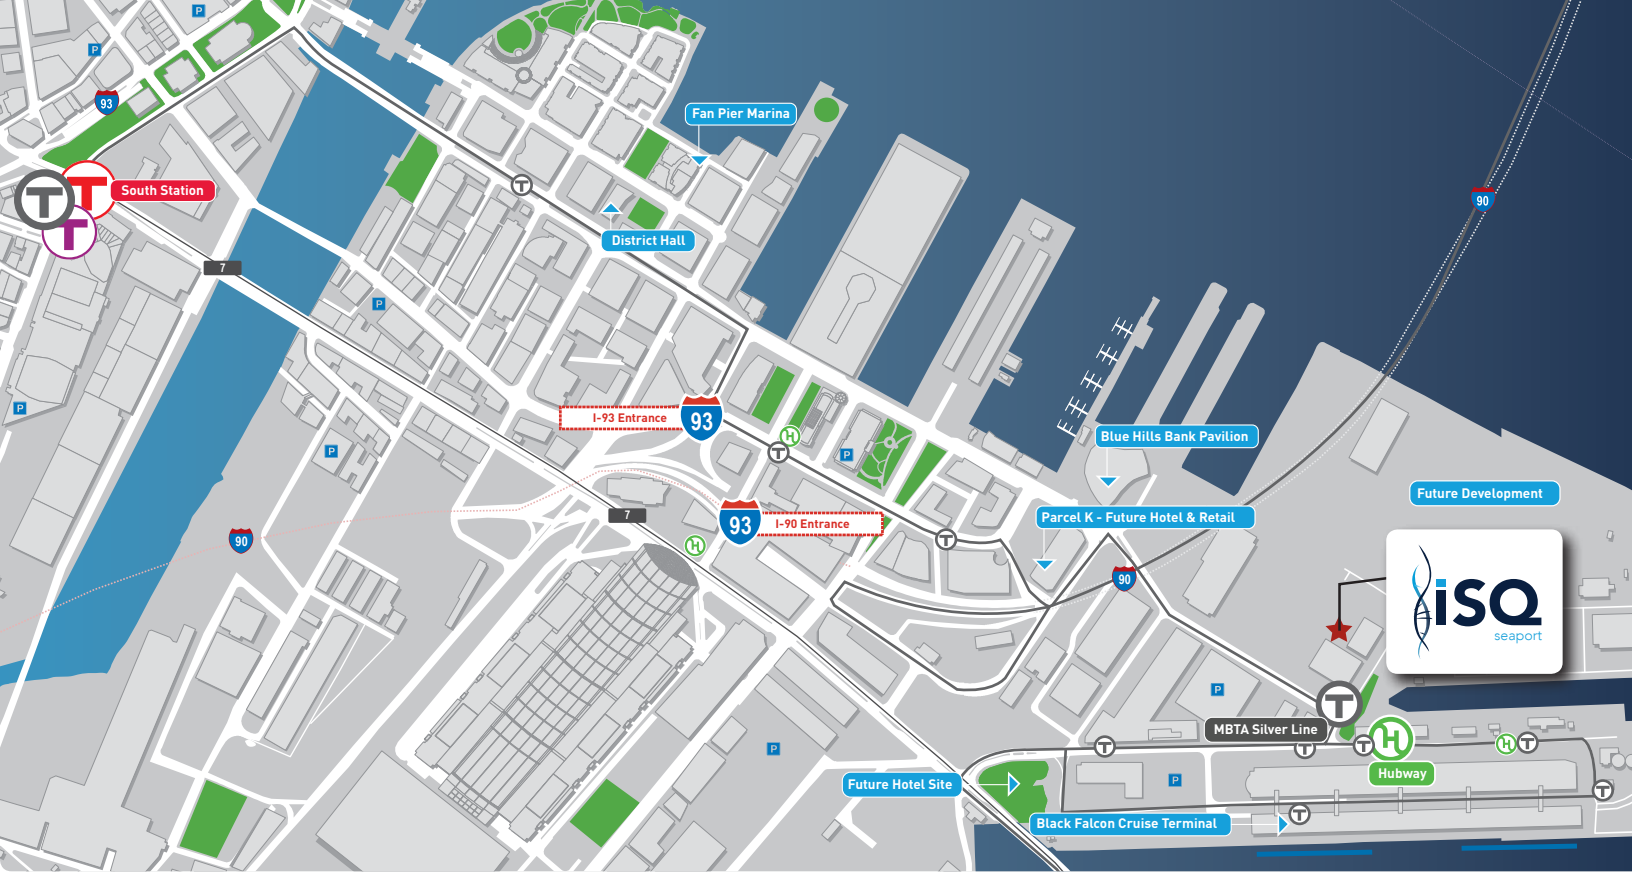 P
P
93
Fan Pier Marina
T
T
South Station
T
T
90
District Hall
7
P
P
I-93 Entrance
93
H
T
P
Blue Hills Bank Pavilion
P
Future Development
7
93
I-90 Entrance
Parcel K - Future Hotel & Retail
90
H
T
90
iSQ
seaport
P
T
MBTA Silver Line
H
T
T
T
H
T
P
Hubway
Future Hotel Site
P
T
T
Black Falcon Cruise Terminal